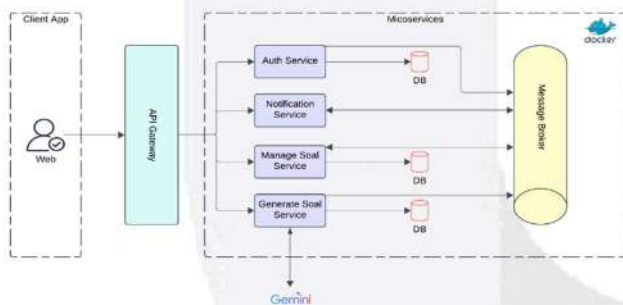 Client App
Micoservices
docker
Auth Service
DB
Notification
Service
API Gateway
Web
Message Broker
Manage Soal
Service
DB
Generate Soal
Service
DB
Gemini